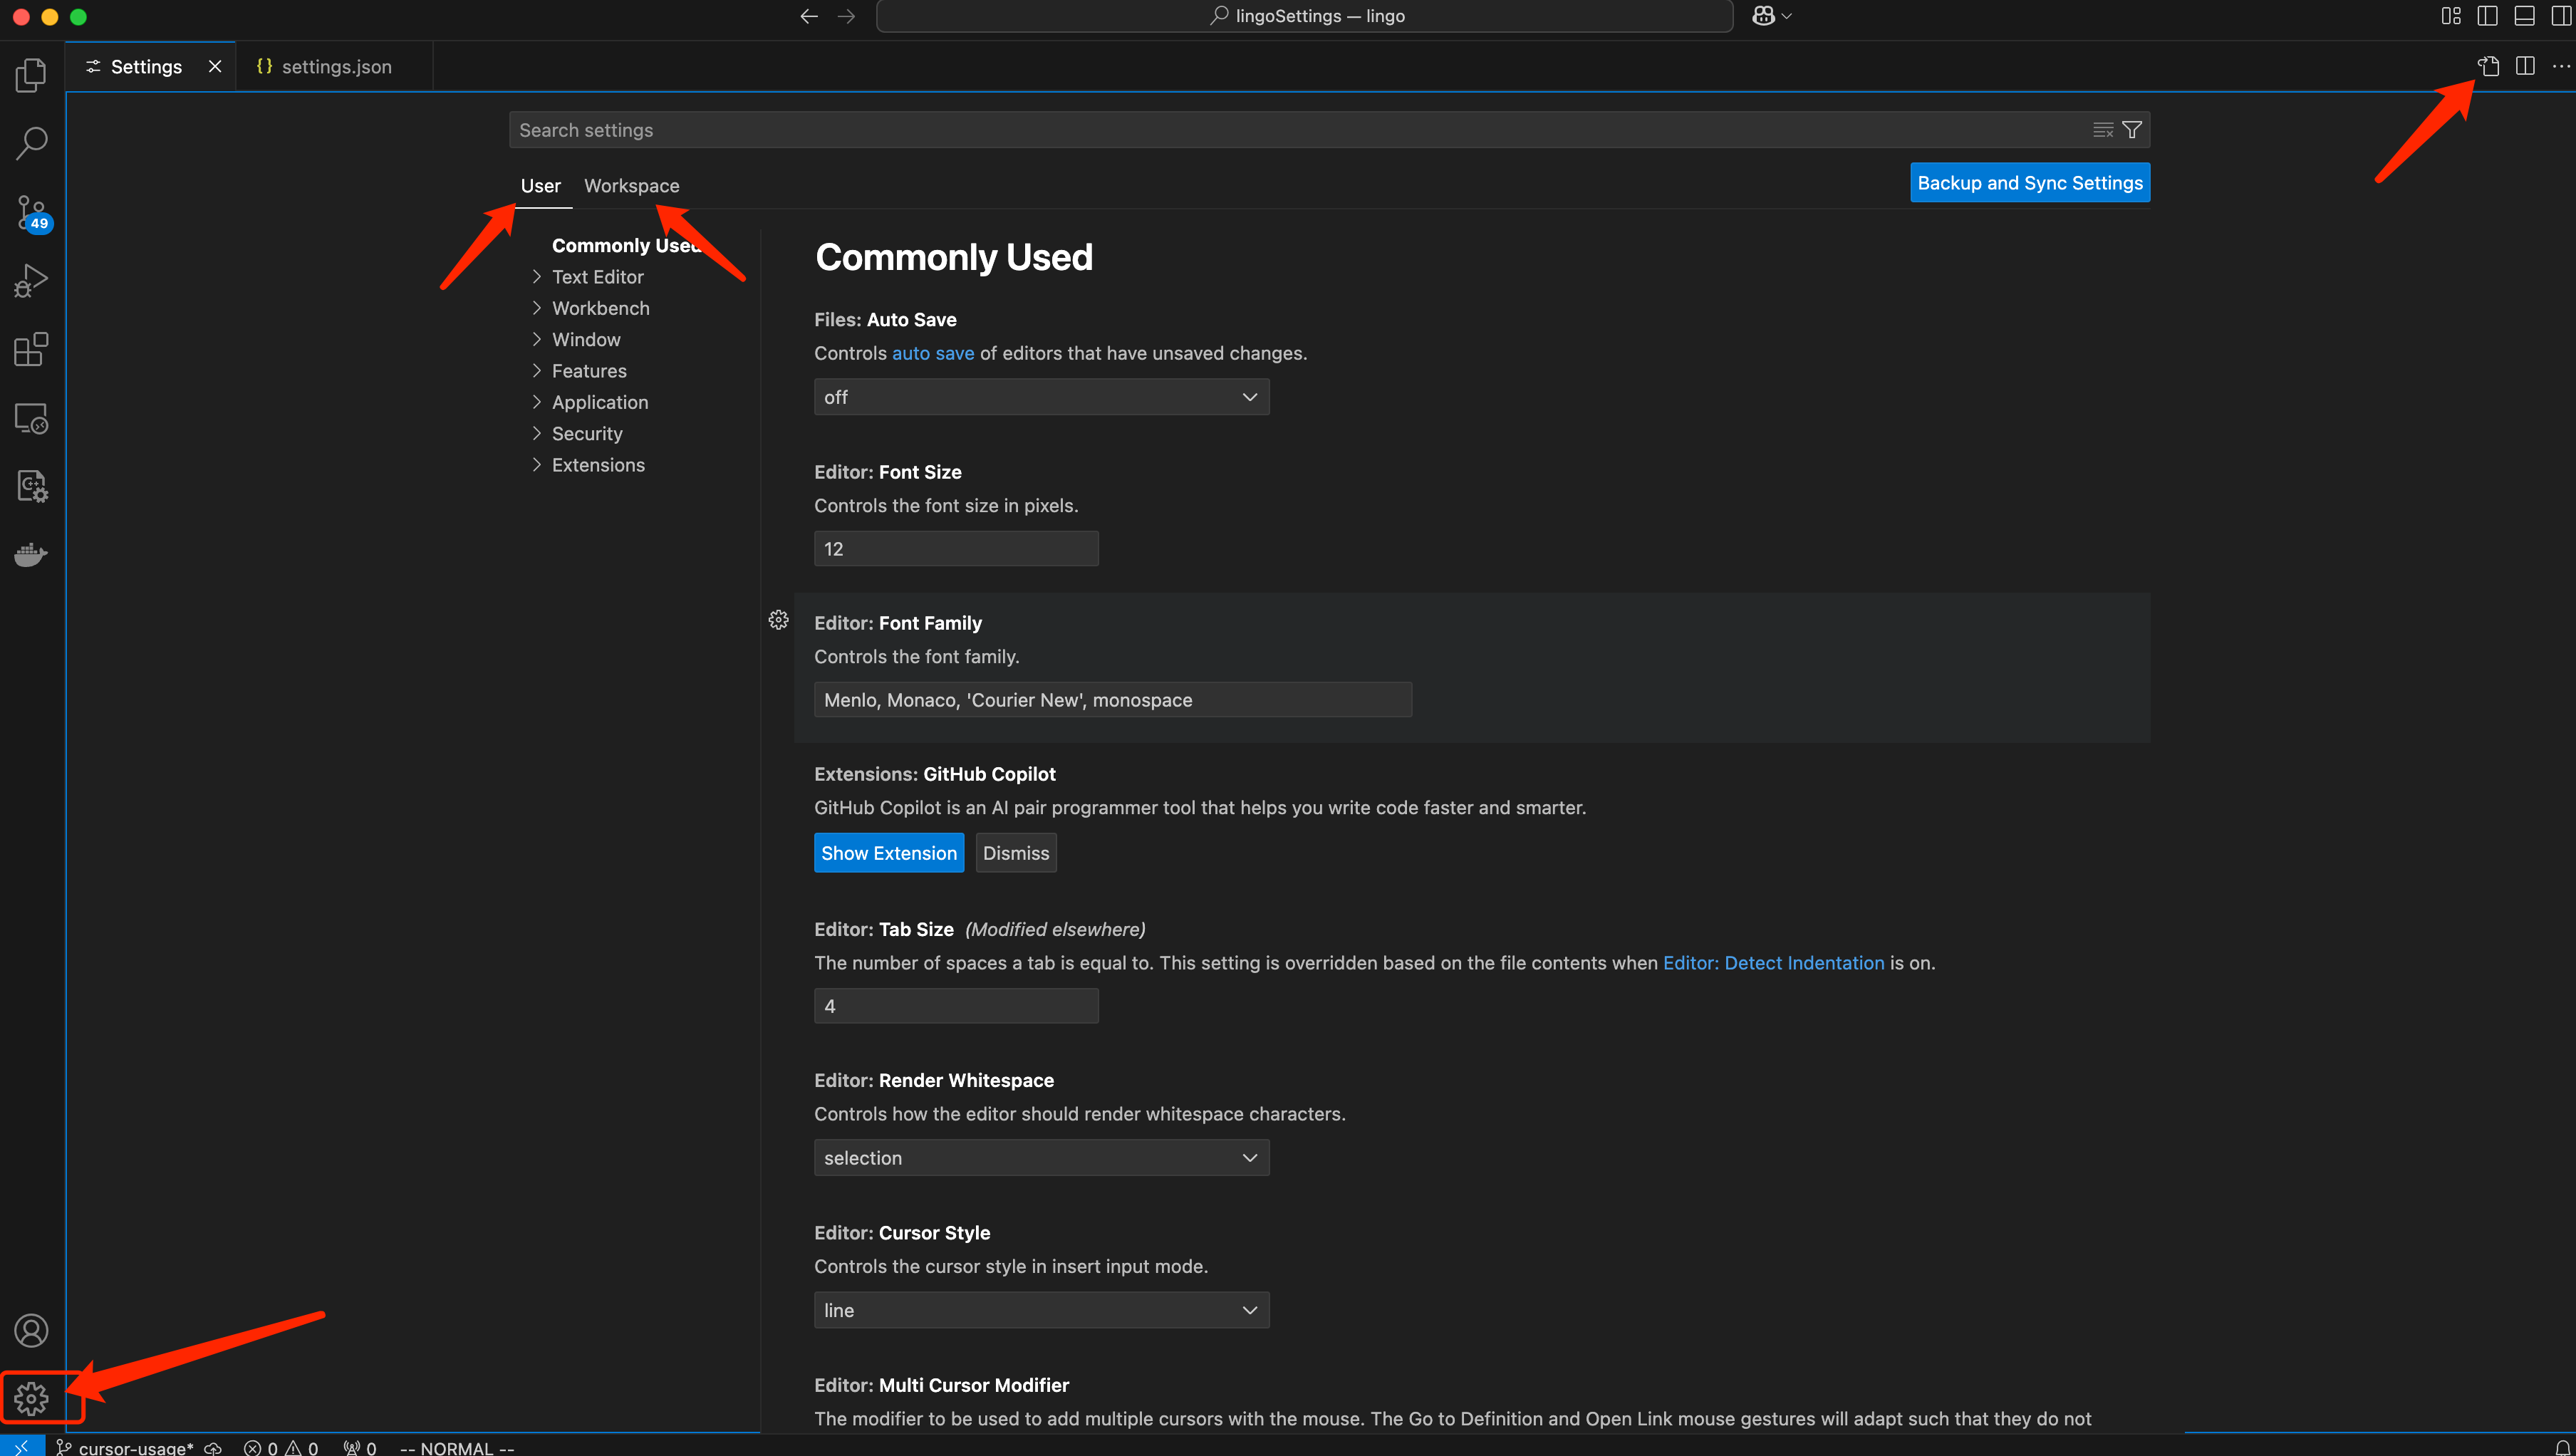 lingoSettings — lingo
Settings
{} settings.json
Search settings
User Workspace
Backup and Sync Settings
49
Commonly Used
Text Editor
Workbench
Window
Features
Application
Security
Extensions
Commonly Used
Files: Auto Save
Controls auto save of editors that have unsaved changes.
off
Editor: Font Size
Controls the font size in pixels.
12
Editor: Font Family
Controls the font family.
Menlo, Monaco, 'Courier New', monospace
Extensions: GitHub Copilot
GitHub Copilot is an AI pair programmer tool that helps you write code faster and smarter.
Show Extension Dismiss
Editor: Tab Size (Modified elsewhere)
The number of spaces a tab is equal to. This setting is overridden based on the file contents when Editor: Detect Indentation is on.
4
Editor: Render Whitespace
Controls how the editor should render whitespace characters.
selection
Editor: Cursor Style
Controls the cursor style in insert input mode.
line
Editor: Multi Cursor Modifier
The modifier to be used to add multiple cursors with the mouse. The Go to Definition and Open Link mouse gestures will adapt such that they do not
cursor-usage* 0 0 0 -- NORMAL --